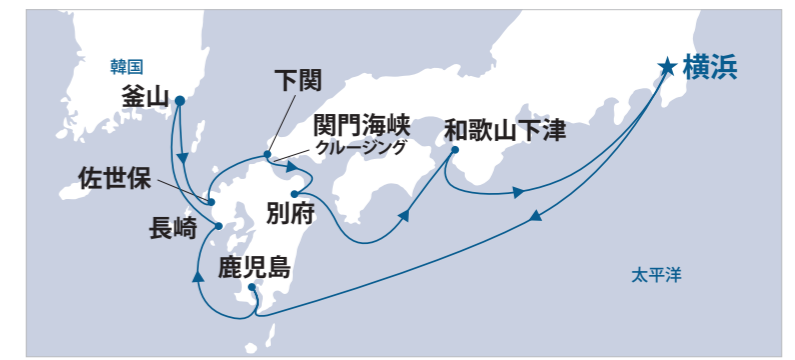 韓国
釜山
下関
関門海峡
クルージング
和歌山下津
★横浜
佐世保
長崎
別府
鹿児島
太平洋